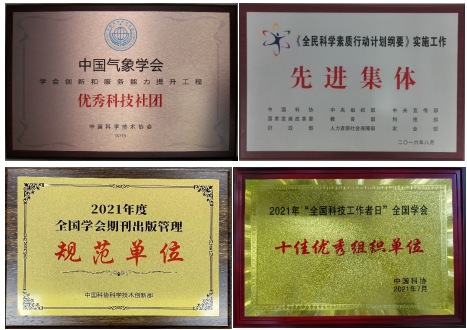 中国气象学会
学会创新和服务能力提升工程
优秀科技社团
中国科学技术协会
《全民科学素质行动计划纲要》实施工作
先进集体
中国科协 中央组织部 中央宣传部
国家发展改革委 教育部 科技部
财政部 人力资源社会保障部 农业部
二〇一六年八月
2021年度
全国学会期刊出版管理
规范单位
中国科协科学技术创新部
2021年“全国科技工作者日”全国学会
十佳优秀组织单位
中国科协
2021年7月